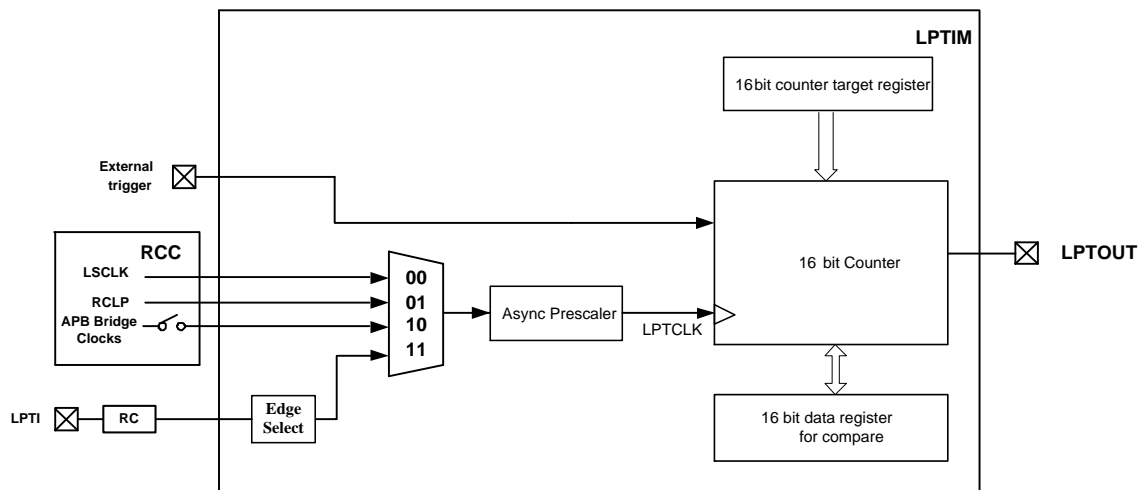 LPTIM
16bit counter target register
External
trigger
RCC
LSCLK
RCLP
APB Bridge
Clocks
00
01
10
11
Async Prescaler
LPTCLK
16 bit Counter
LPTOUT
LPTI
RC
Edge
Select
16 bit data register
for compare